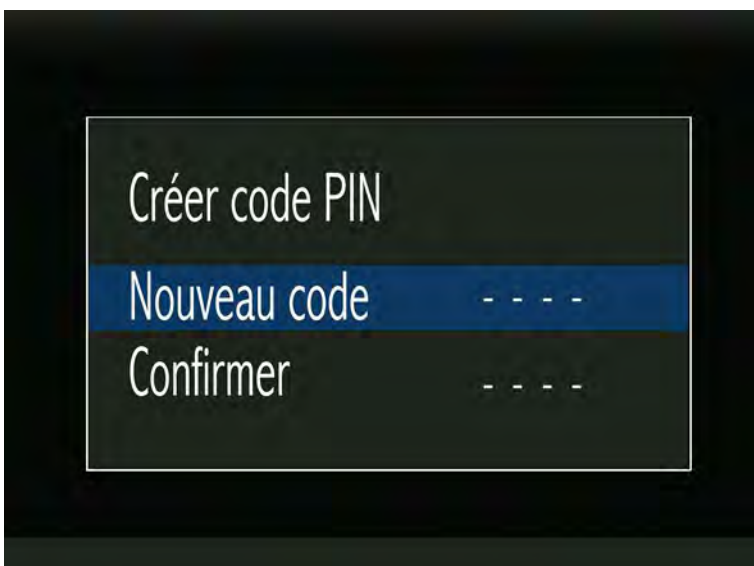 Créer code PIN
Nouveau code - - - -
Confirmer - - - -